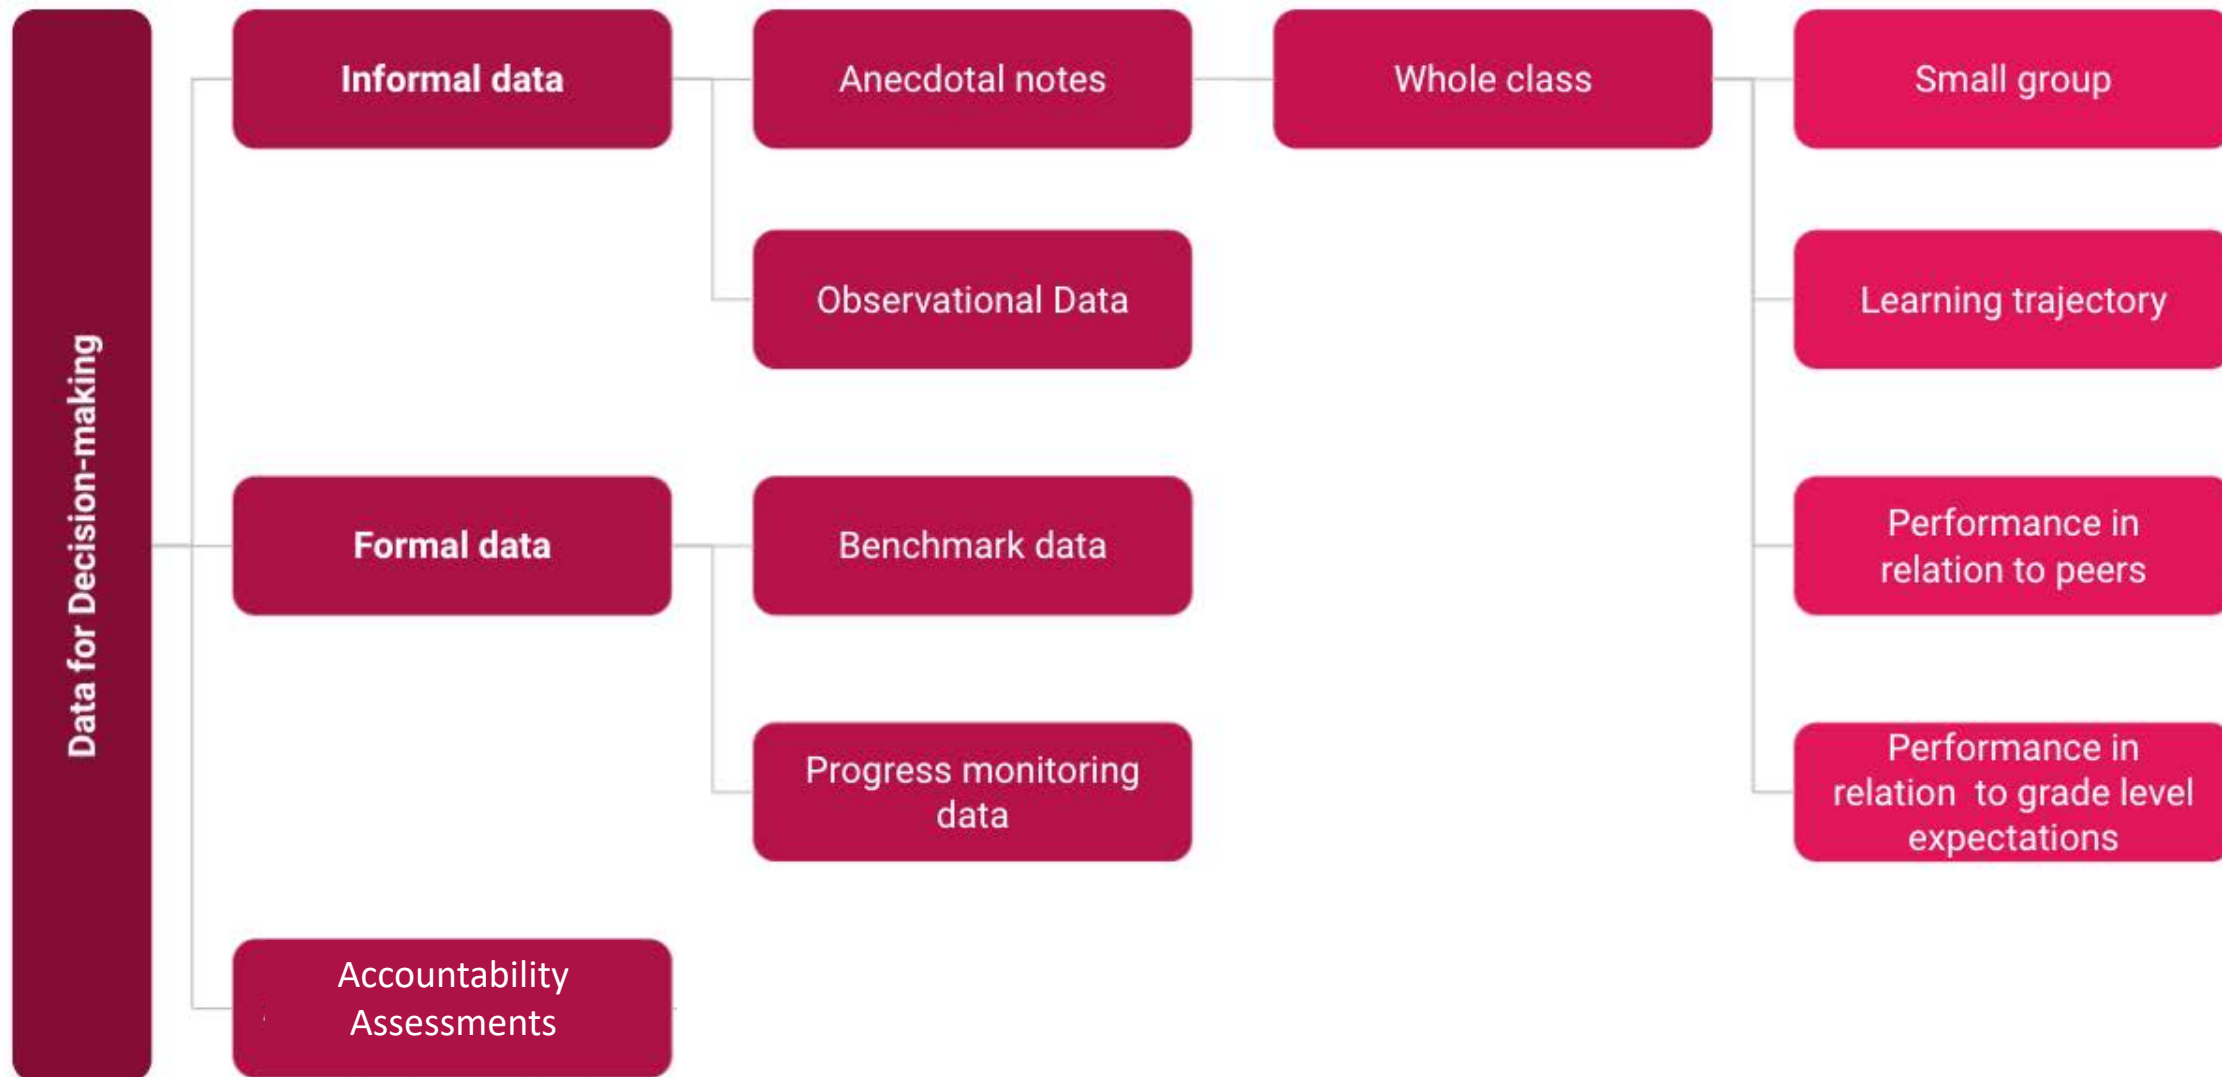 Data for Decision-making
Informal data
Anecdotal notes
Whole class
Small group
Observational Data
Learning trajectory
Formal data
Benchmark data
Performance in
relation to peers
Progress monitoring
data
Performance in
relation  to grade level
expectations
Accountability
Assessments